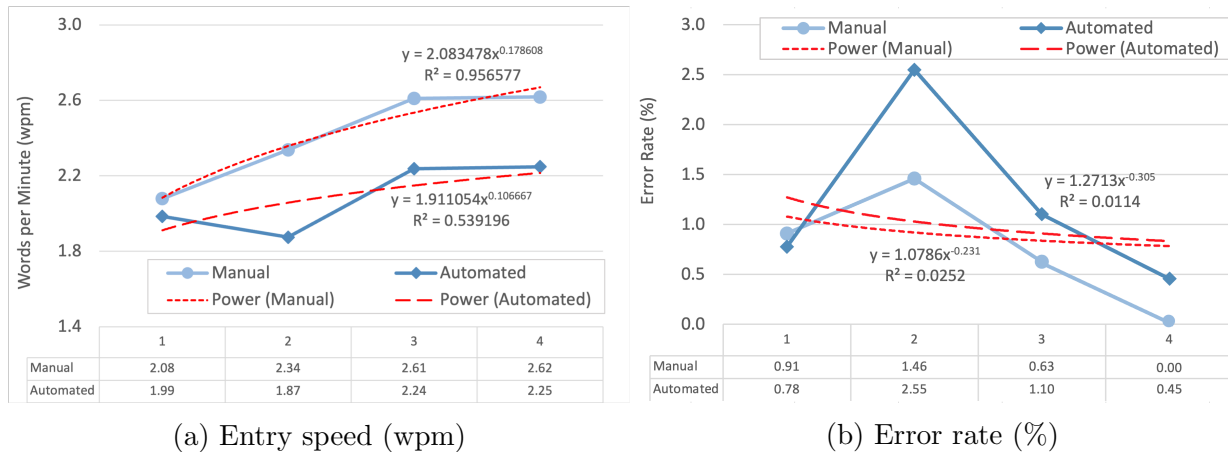 3.0
2.6
2.2
1.8
1.4
Words per Minute (wpm)
y = 2.083478x^0.178608
R² = 0.956577
y = 1.911054x^0.106667
R² = 0.539196
Manual Automated
Power (Manual) Power (Automated)
1 2 3 4
Manual 2.08 2.34 2.61 2.62
Automated 1.99 1.87 2.24 2.25
(a) Entry speed (wpm)
3.0
2.5
2.0
1.5
1.0
0.5
0.0
Error Rate (%)
Manual Automated
Power (Manual) Power (Automated)
y = 1.2713x^-0.305
R² = 0.0114
y = 1.0786x^-0.231
R² = 0.0252
1 2 3 4
Manual 0.91 1.46 0.63 0.00
Automated 0.78 2.55 1.10 0.45
(b) Error rate (%)